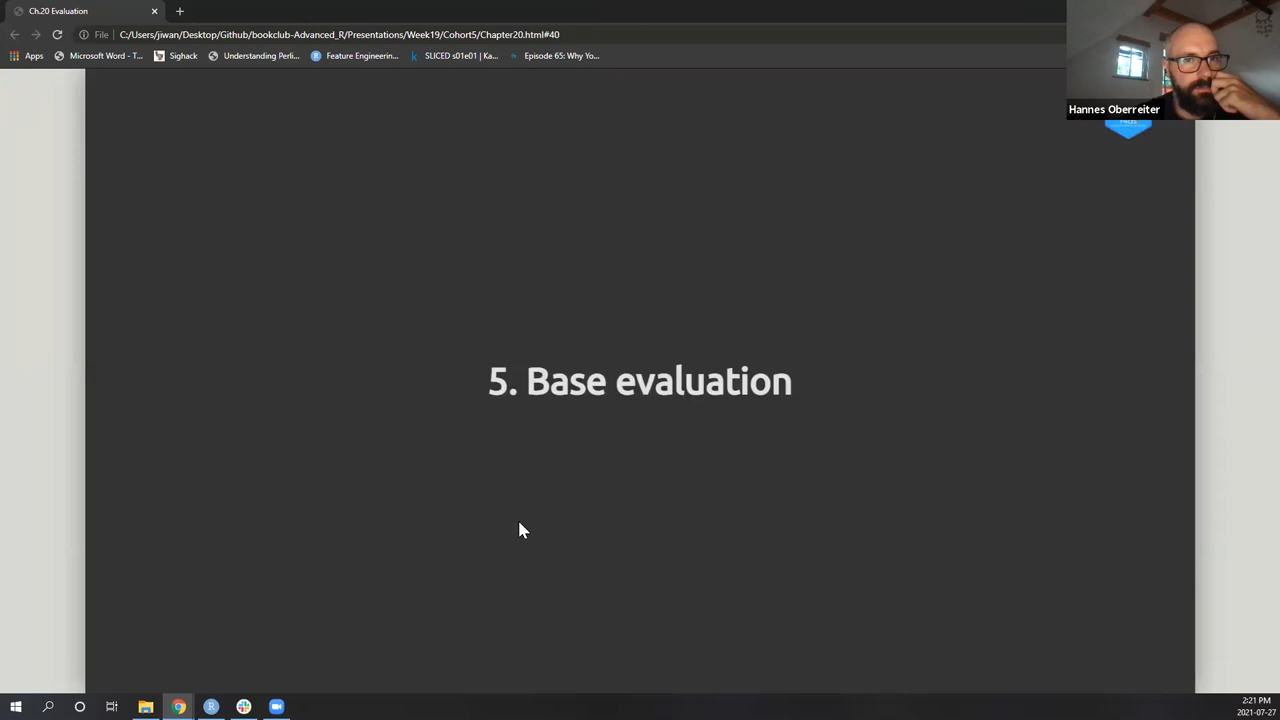 Ch.20 Evaluation
File
C:/Users/jiwan/Desktop/Github/bookclub-Advanced_R/Presentations/Week19/Cohort5/Chapter20.html#40
Apps
Microsoft Word - T...
Sighack
Understanding Perli...
Feature Engineerin...
SLICED s01e01 | Ka...
Episode 65: Why Yo...
Hannes Oberreiter
5. Base evaluation
2:21 PM
2021-07-27